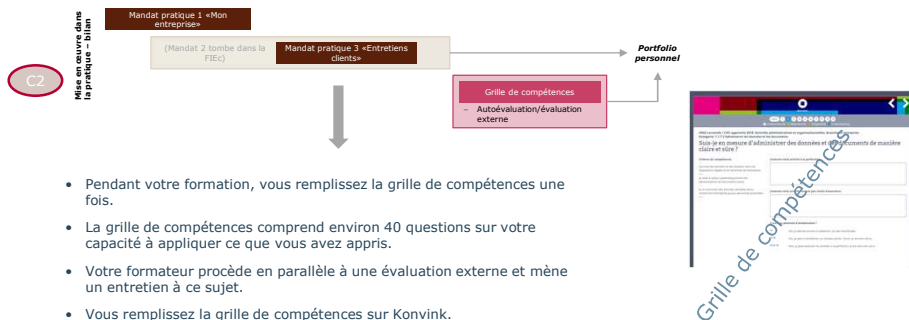 Mise en œuvre dans
la pratique – bilan
C2
Mandat pratique 1 «Mon
entreprise»
(Mandat 2 tombe dans la
FIEc)
Mandat pratique 3 «Entretiens
clients»
Portfolio
personnel
Grille de compétences
– Autoévaluation/évaluation
externe
• Pendant votre formation, vous remplissez la grille de compétences une
fois.
• La grille de compétences comprend environ 40 questions sur votre
capacité à appliquer ce que vous avez appris.
• Votre formateur procède en parallèle à une évaluation externe et mène
un entretien à ce sujet.
• Vous remplissez la grille de compétences sur Konvink.
Suis-je en mesure d'administrer des données et des documents de manière
claire et sûre ?
Grille de compétences